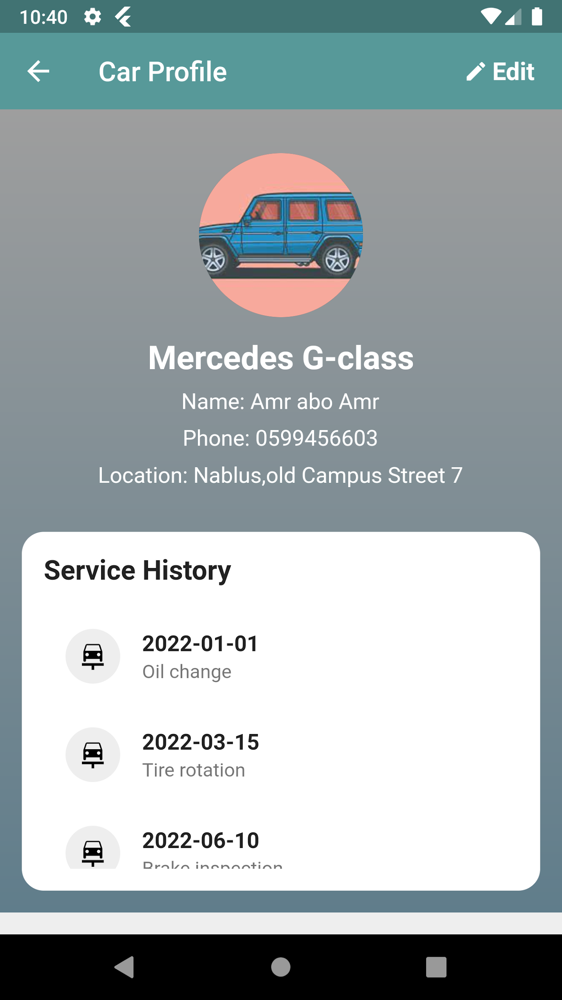 10:40
Car Profile
Edit
Mercedes G-class
Name: Amr abo Amr
Phone: 0599456603
Location: Nablus,old Campus Street 7
Service History
2022-01-01
Oil change
2022-03-15
Tire rotation
2022-06-10
Brake inspection